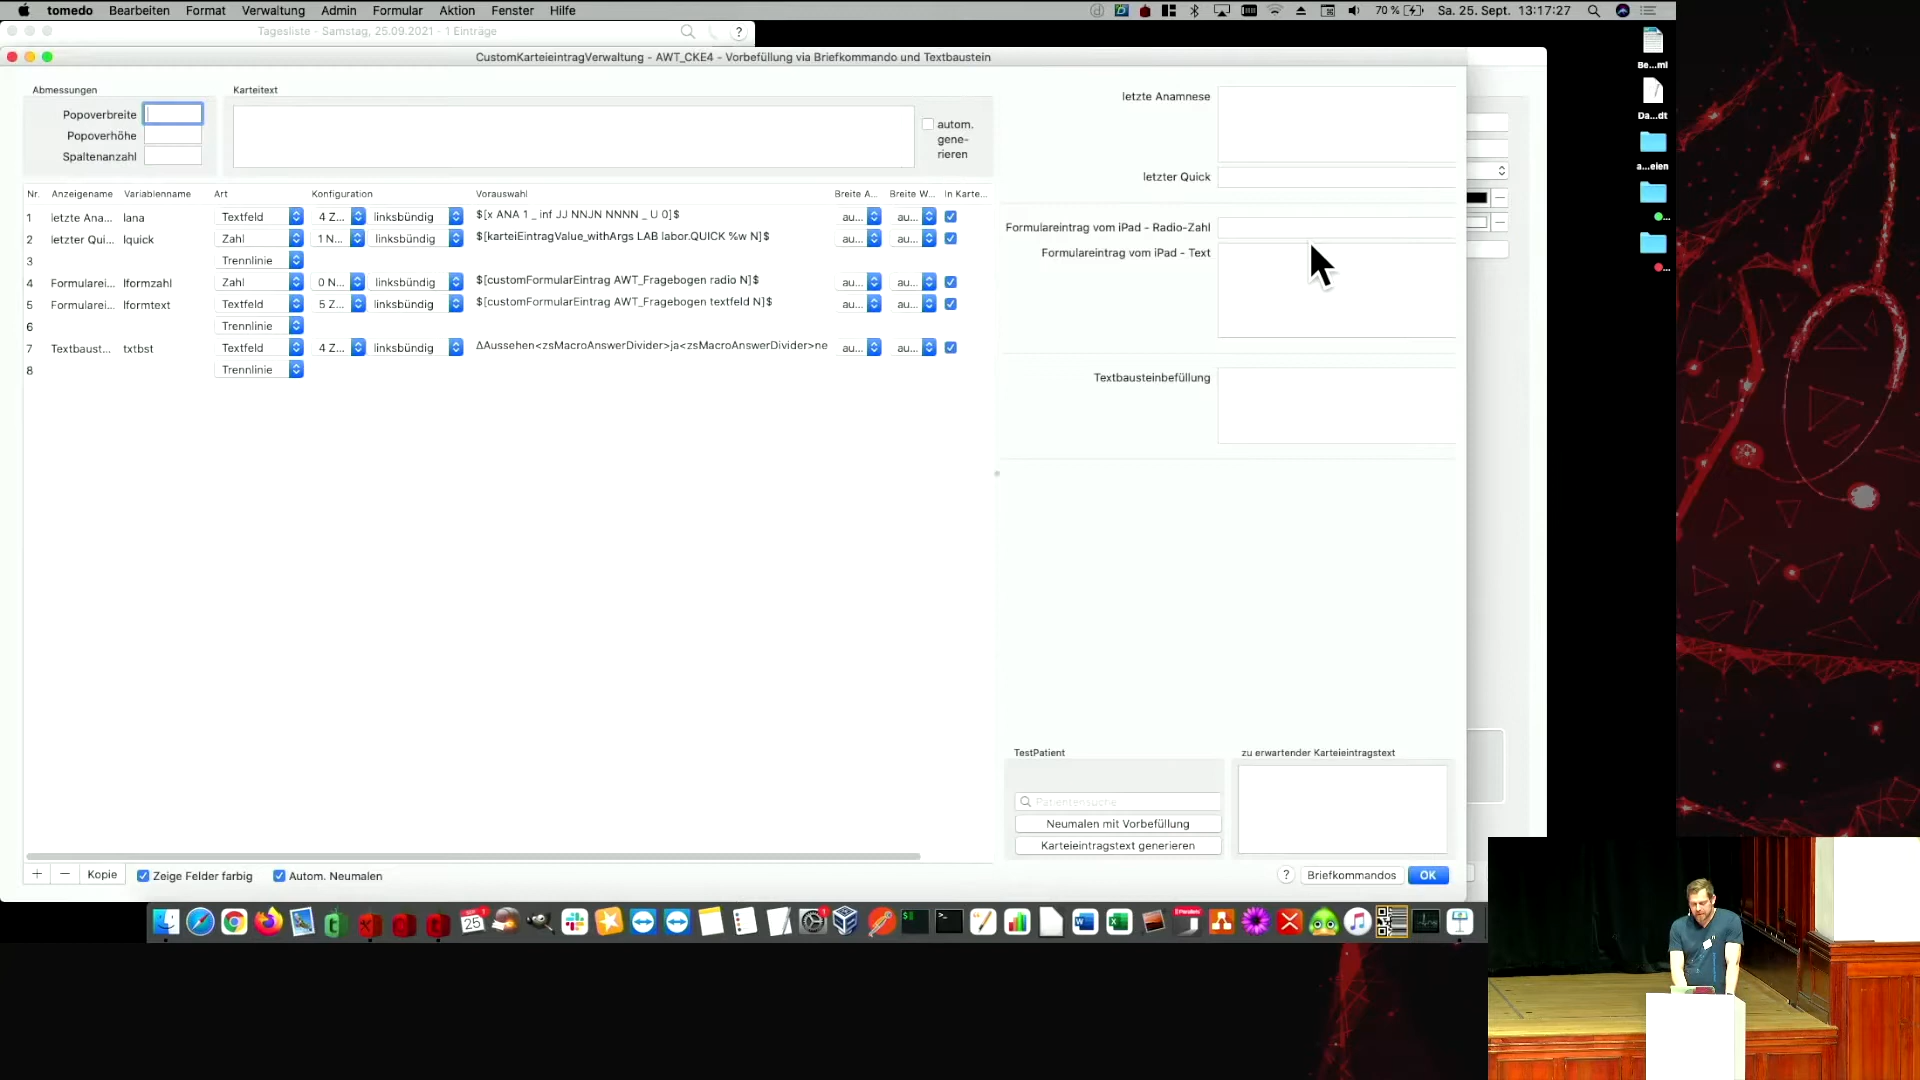 tomedo Bearbeiten Format Verwaltung Admin Formular Aktion Fenster Hilfe 70 % Sa. 25. Sept. 13:17:27
Tagesliste - Samstag, 25.09.2021 - 1 Einträge ?
CustomKarteieintragVerwaltung - AWT_CKE4 - Vorbefüllung via Briefkommando und Textbaustein
Abmessungen
Popoverbreite
Popoverhöhe
Spaltenanzahl
Karteitext
autom.
gene-
rieren
Nr. Anzeigename Variablenname Art Konfiguration Vorauswahl Breite A... Breite W... In Karte...
1 letzte Ana... lana Textfeld 4 Z... linksbündig $[x ANA 1 _ inf JJ NNJN NNNN _ U 0]$ au... au...
2 letzter Qui... lquick Zahl 1 N... linksbündig $[karteiEintragValue_withArgs LAB labor.QUICK %w N]$ au... au...
3 Trennlinie
4 Formularei... lformzahl Zahl 0 N... linksbündig $[customFormularEintrag AWT_Fragebogen radio N]$ au... au...
5 Formularei... lformtext Textfeld 5 Z... linksbündig $[customFormularEintrag AWT_Fragebogen textfeld N]$ au... au...
6 Trennlinie
7 Textbaust... txtbst Textfeld 4 Z... linksbündig ΔAussehen<zsMacroAnswerDivider>ja<zsMacroAnswerDivider>ne au... au...
8 Trennlinie
letzte Anamnese
letzter Quick
Formulareintrag vom iPad - Radio-Zahl
Formulareintrag vom iPad - Text
Textbausteinbefüllung
TestPatient
Patientensuche
Neumalen mit Vorbefüllung
Karteieintragstext generieren
zu erwartender Karteieintragstext
+ − Kopie Zeige Felder farbig Autom. Neumalen
? Briefkommandos OK
Be...ml
Da...dt
a...eien
...
...
25